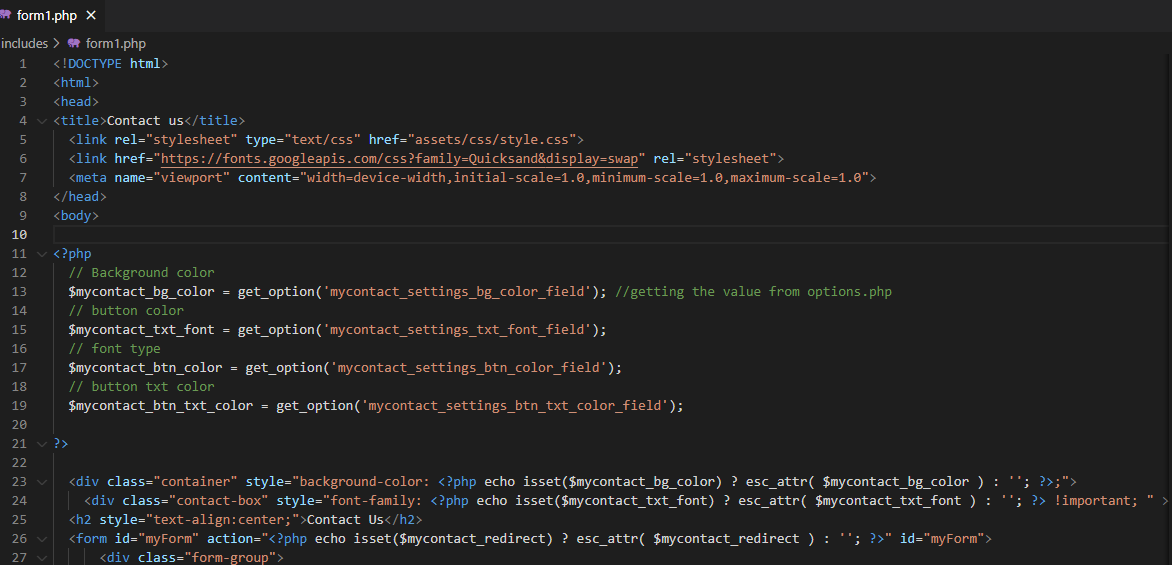 form1.php ×
includes > form1.php
1 <!DOCTYPE html>
2 <html>
3 <head>
4 <title>Contact us</title>
5 <link rel="stylesheet" type="text/css" href="assets/css/style.css">
6 <link href="https://fonts.googleapis.com/css?family=Quicksand&display=swap" rel="stylesheet">
7 <meta name="viewport" content="width=device-width,initial-scale=1.0,minimum-scale=1.0,maximum-scale=1.0">
8 </head>
9 <body>
10
11 <?php
12 // Background color
13 $mycontact_bg_color = get_option('mycontact_settings_bg_color_field'); //getting the value from options.php
14 // button color
15 $mycontact_txt_font = get_option('mycontact_settings_txt_font_field');
16 // font type
17 $mycontact_btn_color = get_option('mycontact_settings_btn_color_field');
18 // button txt color
19 $mycontact_btn_txt_color = get_option('mycontact_settings_btn_txt_color_field');
20
21 ?>
22
23 <div class="container" style="background-color: <?php echo isset($mycontact_bg_color) ? esc_attr( $mycontact_bg_color ) : ''; ?>;">
24 <div class="contact-box" style="font-family: <?php echo isset($mycontact_txt_font) ? esc_attr( $mycontact_txt_font ) : ''; ?> !important; " >
25 <h2 style="text-align:center;">Contact Us</h2>
26 <form id="myForm" action="<?php echo isset($mycontact_redirect) ? esc_attr( $mycontact_redirect ) : ''; ?>" id="myForm">
27 <div class="form-group">